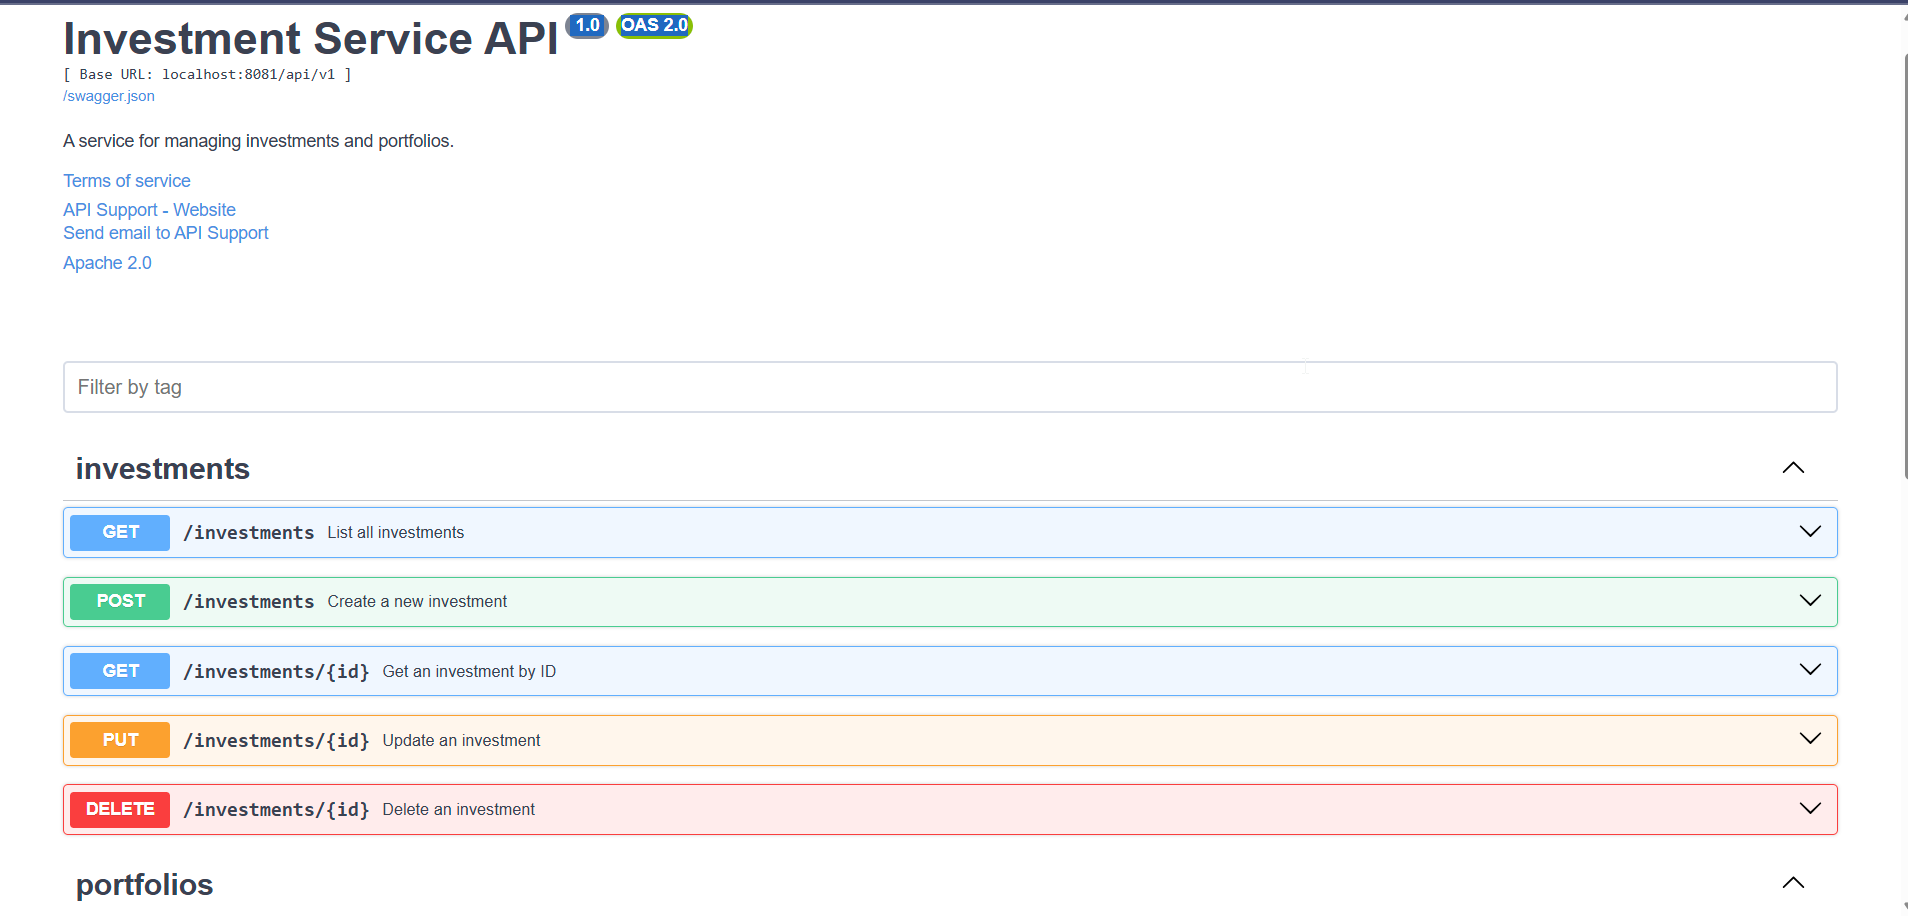 Investment Service API 1.0 OAS 2.0
[ Base URL: localhost:8081/api/v1 ]
/swagger.json
A service for managing investments and portfolios.
Terms of service
API Support - Website
Send email to API Support
Apache 2.0
Filter by tag
investments
GET /investments List all investments
POST /investments Create a new investment
GET /investments/{id} Get an investment by ID
PUT /investments/{id} Update an investment
DELETE /investments/{id} Delete an investment
portfolios